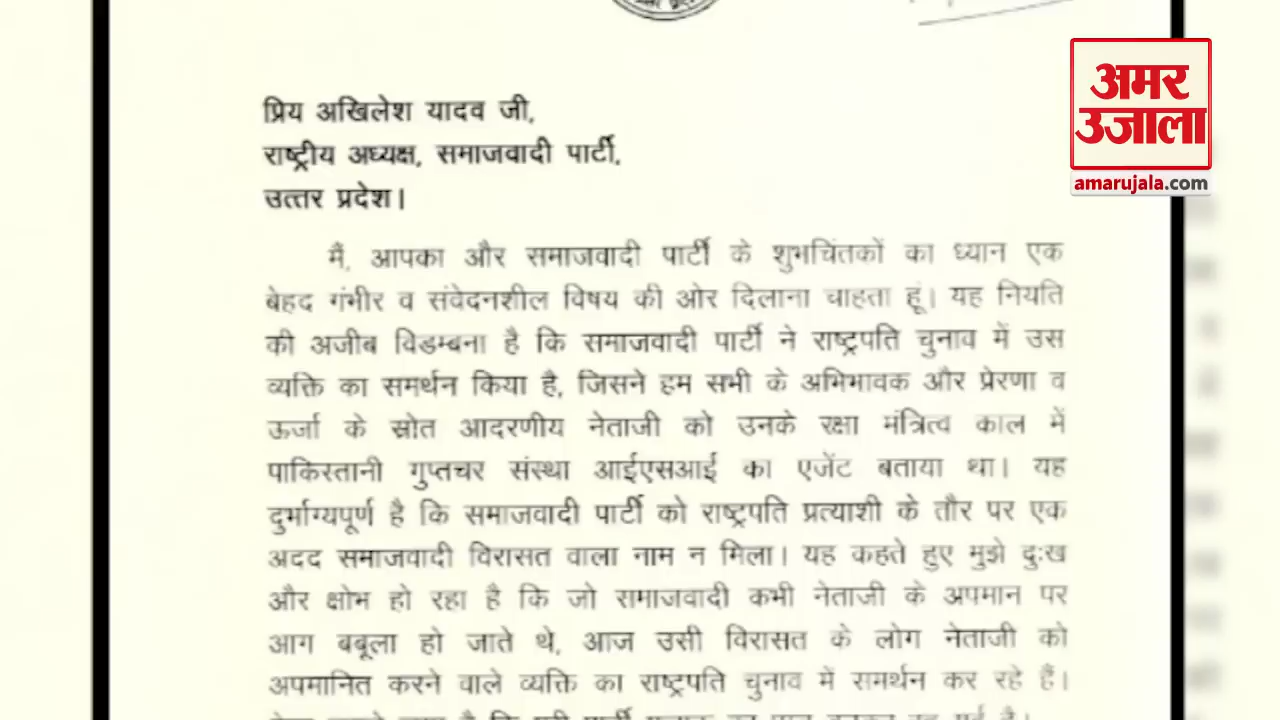 अमर
उजाला
amarujala.com
प्रिय अखिलेश यादव जी,
राष्ट्रीय अध्यक्ष, समाजवादी पार्टी,
उत्तर प्रदेश।
मैं, आपका और समाजवादी पार्टी के शुभचिंतकों का ध्यान एक
बेहद गंभीर व संवेदनशील विषय की ओर दिलाना चाहता हूं। यह नियति
की अजीब विडम्बना है कि समाजवादी पार्टी ने राष्ट्रपति चुनाव में उस
व्यक्ति का समर्थन किया है, जिसने हम सभी के अभिभावक और प्रेरणा व
ऊर्जा के स्रोत आदरणीय नेताजी को उनके रक्षा मंत्रित्व काल में
पाकिस्तानी गुप्तचर संस्था आईएसआई का एजेंट बताया था। यह
दुर्भाग्यपूर्ण है कि समाजवादी पार्टी को राष्ट्रपति प्रत्याशी के तौर पर एक
अदद समाजवादी विरासत वाला नाम न मिला। यह कहते हुए मुझे दुःख
और क्षोभ हो रहा है कि जो समाजवादी कभी नेताजी के अपमान पर
आग बबूला हो जाते थे, आज उसी विरासत के लोग नेताजी को
अपमानित करने वाले व्यक्ति का राष्ट्रपति चुनाव में समर्थन कर रहे हैं।